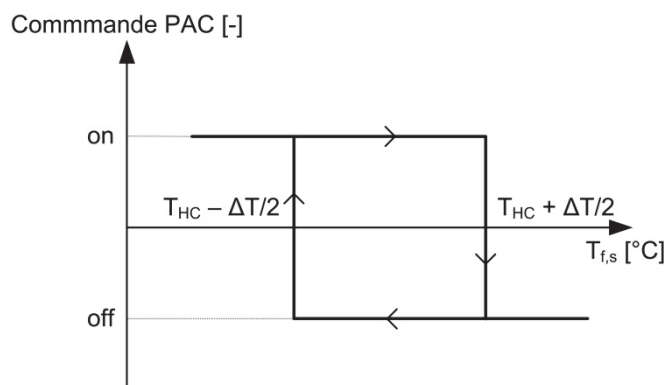 Commmande PAC [-]
on
T_HC – ΔT/2
T_HC + ΔT/2
T_f,s [°C]
off